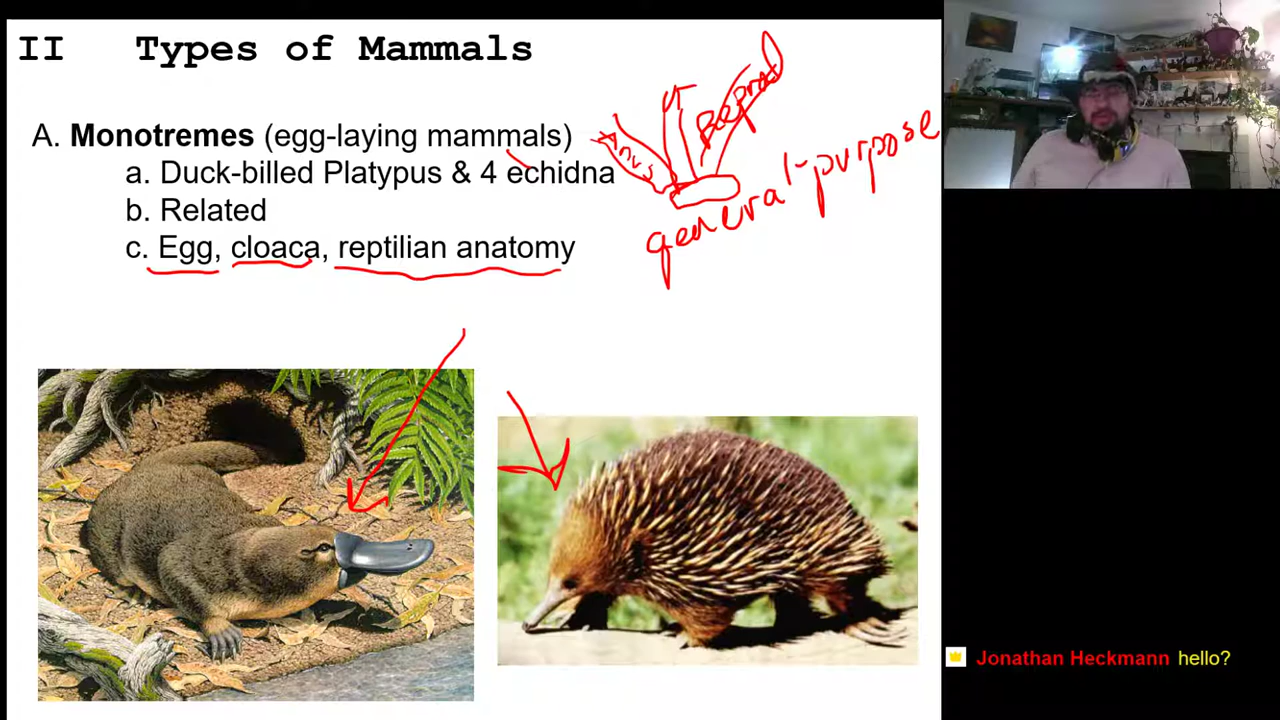 II Types of Mammals
A. Monotremes (egg-laying mammals)
a. Duck-billed Platypus & 4 echidna
b. Related
c. Egg, cloaca, reptilian anatomy
Anus
Reprod
general-purpose
Jonathan Heckmann hello?